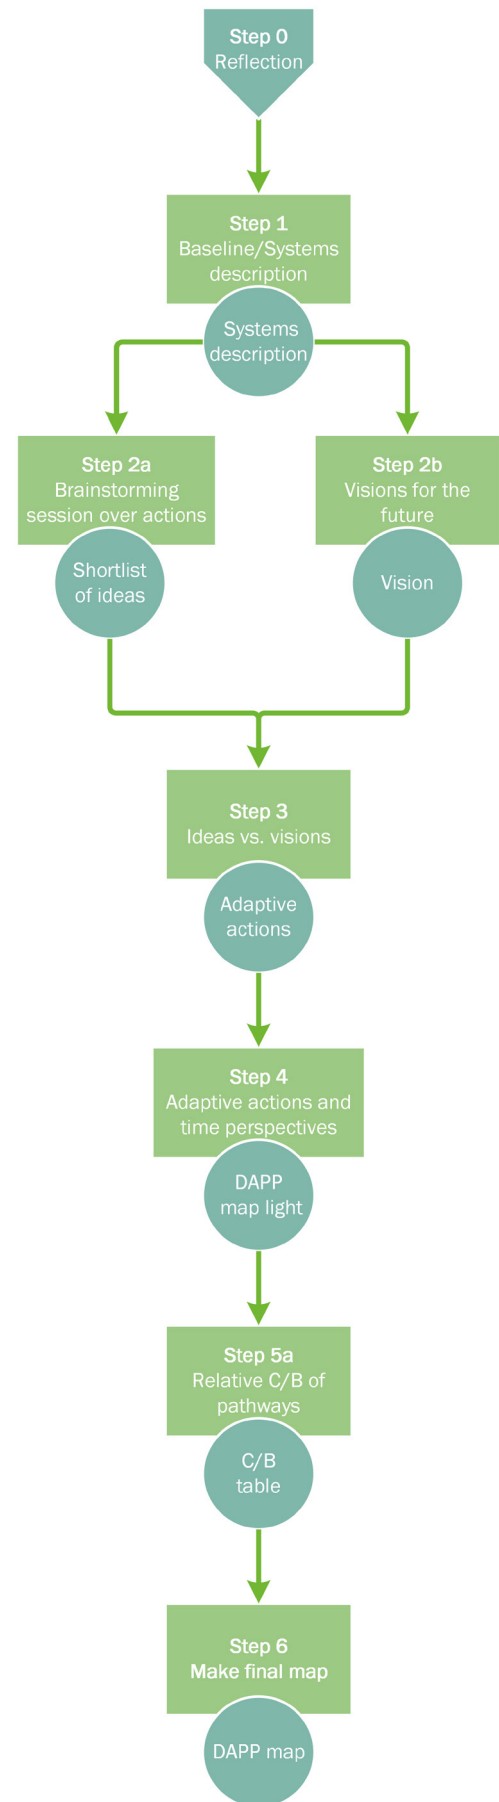 Step 0
Reflection
Step 1
Baseline/Systems
description
Systems
description
Step 2a
Brainstorming
session over actions
Shortlist
of ideas
Step 2b
Visions for the
future
Vision
Step 3
Ideas vs. visions
Adaptive
actions
Step 4
Adaptive actions and
time perspectives
DAPP
map light
Step 5a
Relative C/B of
pathways
C/B
table
Step 6
Make final map
DAPP map